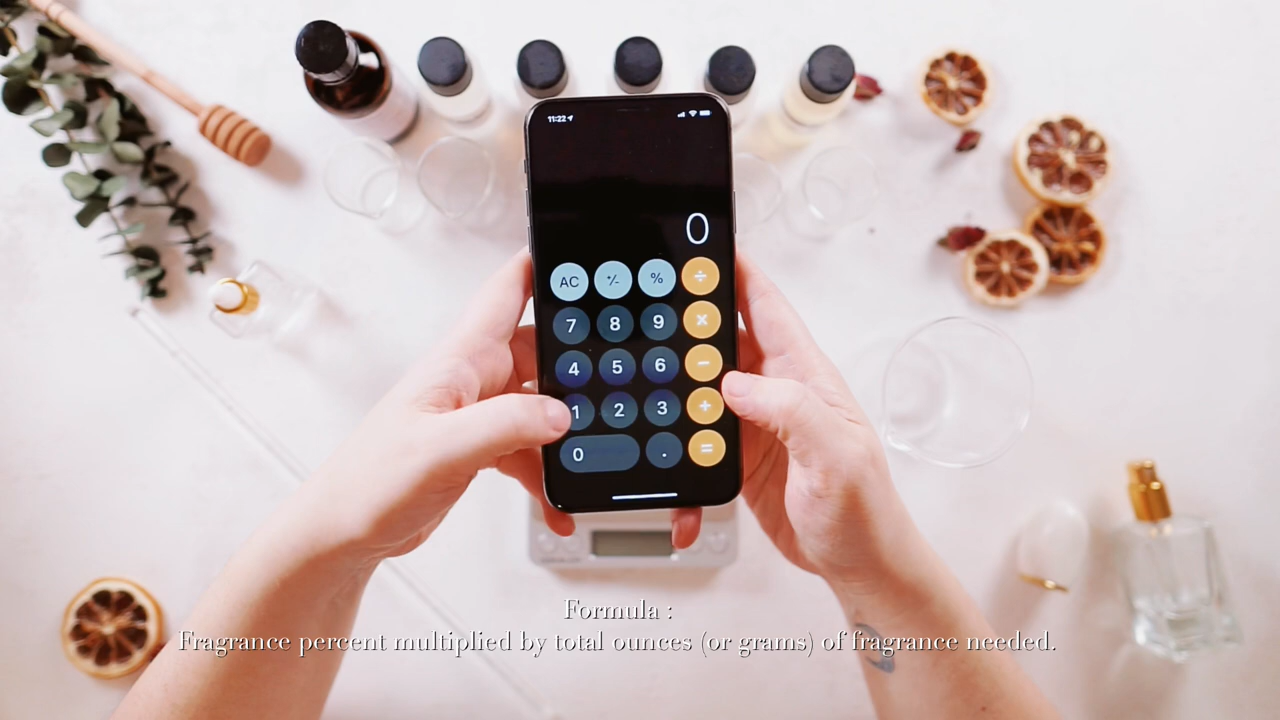 11:22
0
AC +/- % ÷
7 8 9 ×
4 5 6 −
1 2 3 +
0 . =
Formula :
Fragrance percent multiplied by total ounces (or grams) of fragrance needed.